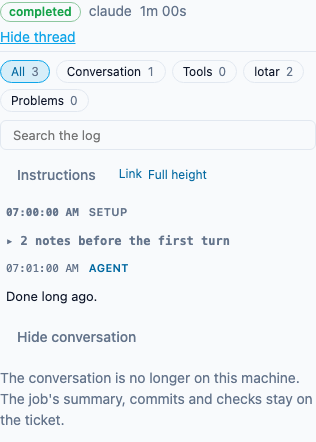 completed claude 1m 00s
Hide thread
All 3 Conversation 1 Tools 0 Iotar 2
Problems 0
Search the log
Instructions Link Full height
07:00:00 AM SETUP
▸ 2 notes before the first turn
07:01:00 AM AGENT
Done long ago.
Hide conversation
The conversation is no longer on this machine.
The job's summary, commits and checks stay on
the ticket.